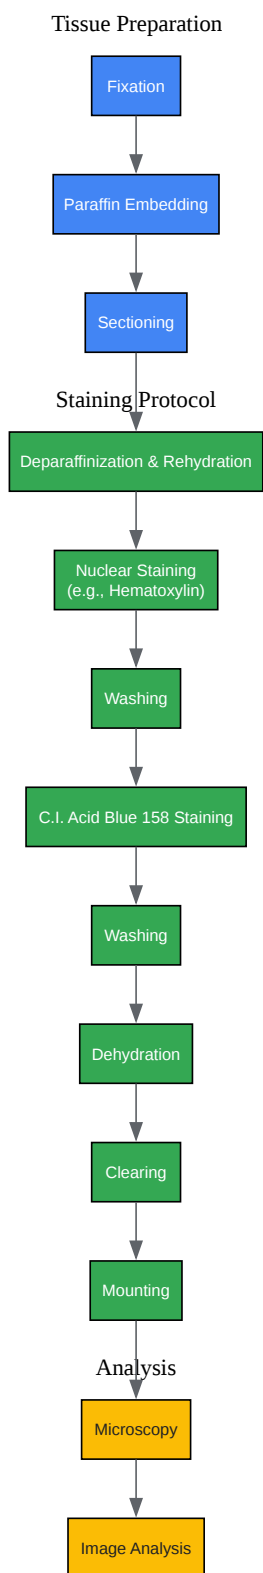 Tissue Preparation
Fixation
Paraffin Embedding
Sectioning
Staining Protocol
Deparaffinization & Rehydration
Nuclear Staining
(e.g., Hematoxylin)
Washing
C.I. Acid Blue 158 Staining
Washing
Dehydration
Clearing
Mounting
Analysis
Microscopy
Image Analysis